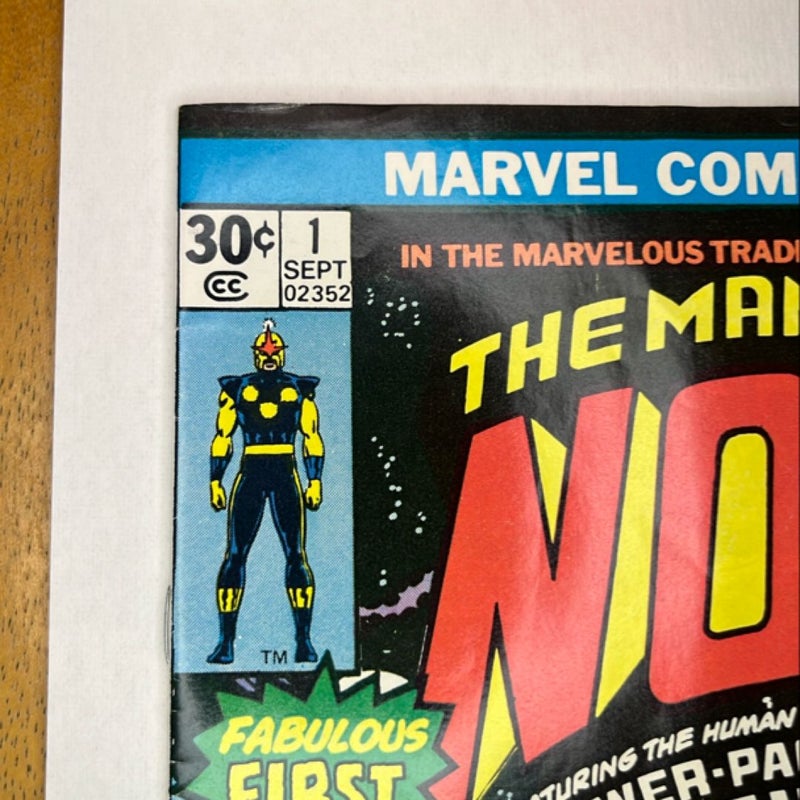 MARVEL COM
30¢
CC
1
SEPT
02352
IN THE MARVELOUS TRADI
THE MAN
NO
TM
FABULOUS
FIRST
TURING THE HUMAN
NER-PA